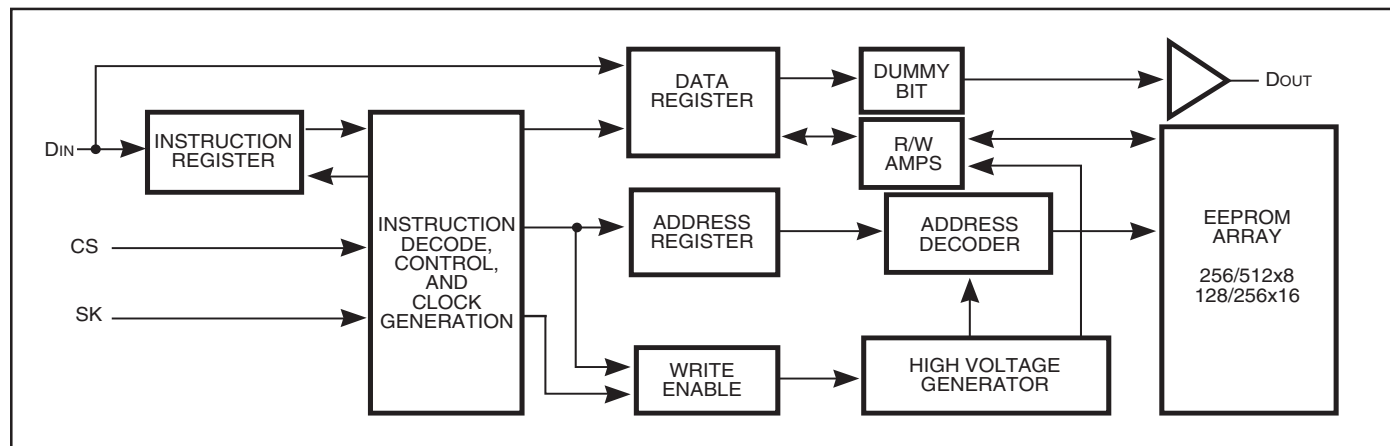 DIN
INSTRUCTION
REGISTER
CS
SK
INSTRUCTION
DECODE,
CONTROL,
AND
CLOCK
GENERATION
DATA
REGISTER
DUMMY
BIT
DOUT
R/W
AMPS
ADDRESS
REGISTER
ADDRESS
DECODER
EEPROM
ARRAY
256/512x8
128/256x16
WRITE
ENABLE
HIGH VOLTAGE
GENERATOR